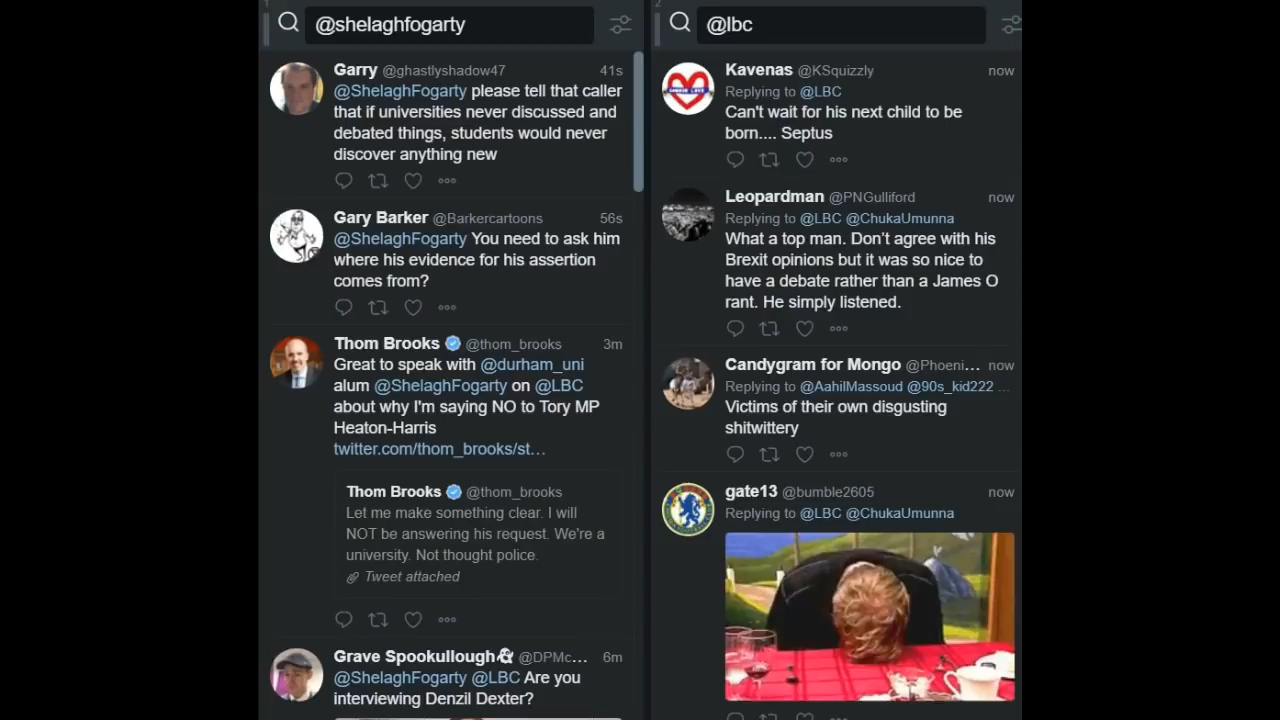 1
@shelaghfogarty
Garry @ghastlyshadow47 41s
@ShelaghFogarty please tell that caller
that if universities never discussed and
debated things, students would never
discover anything new
Gary Barker @Barkercartoons 56s
@ShelaghFogarty You need to ask him
where his evidence for his assertion
comes from?
Thom Brooks @thom_brooks 3m
Great to speak with @durham_uni
alum @ShelaghFogarty on @LBC
about why I'm saying NO to Tory MP
Heaton-Harris
twitter.com/thom_brooks/st…
Thom Brooks @thom_brooks
Let me make something clear. I will
NOT be answering his request. We're a
university. Not thought police.
Tweet attached
Grave Spookullough @DPMc… 6m
@ShelaghFogarty @LBC Are you
interviewing Denzil Dexter?
2
@lbc
Kavenas @KSquizzly now
Replying to @LBC
Can't wait for his next child to be
born.... Septus
Leopardman @PNGulliford now
Replying to @LBC @ChukaUmunna
What a top man. Don't agree with his
Brexit opinions but it was so nice to
have a debate rather than a James O
rant. He simply listened.
Candygram for Mongo @Phoeni… now
Replying to @AahilMassoud @90s_kid222 …
Victims of their own disgusting
shitwittery
gate13 @bumble2605 now
Replying to @LBC @ChukaUmunna